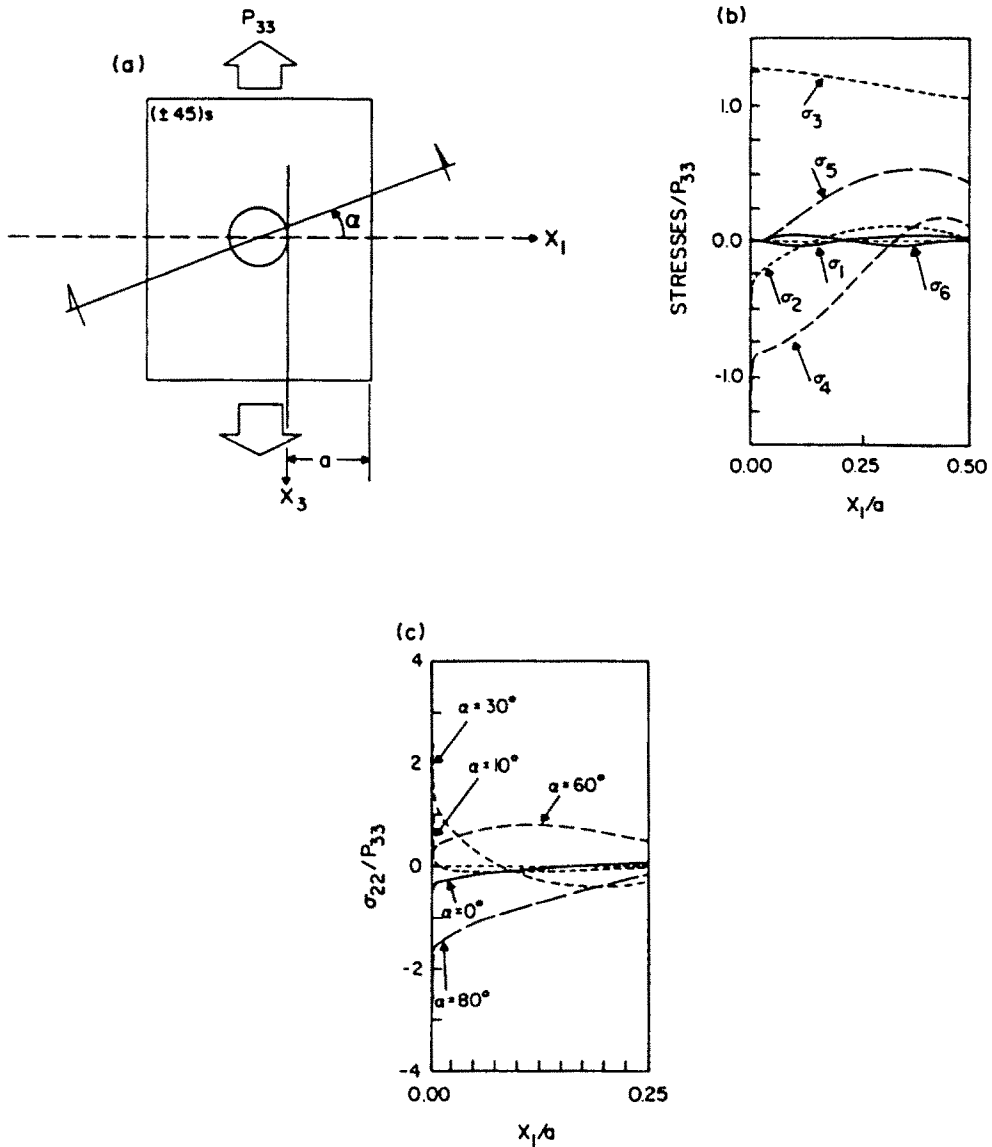 (a)
P33
(±45)s
α
X1
a
X3
(b)
STRESSES/P33
1.0
0.0
-1.0
σ3
σ5
σ1
σ2
σ6
σ4
0.00 0.25 0.50
X1/a
(c)
σ22/P33
4
2
0
-2
-4
α=30°
α=10°
α=60°
α=0°
α=80°
0.00 0.25
X1/a